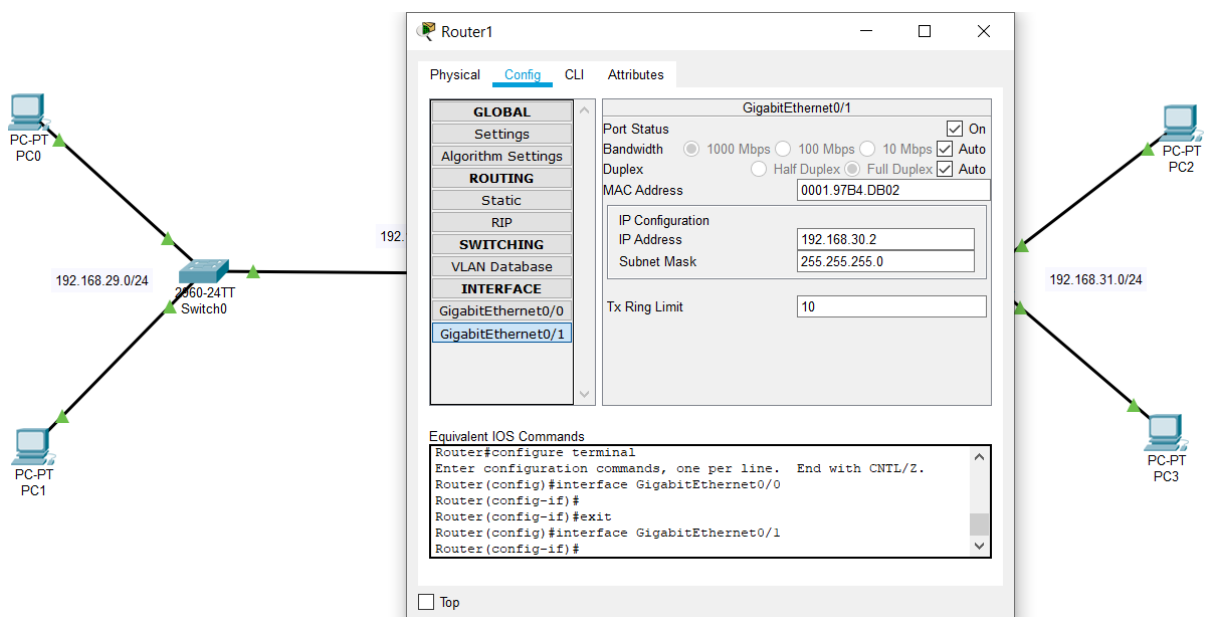 Router1
Physical Config CLI Attributes
GLOBAL
Settings
Algorithm Settings
ROUTING
Static
RIP
SWITCHING
VLAN Database
INTERFACE
GigabitEthernet0/0
GigabitEthernet0/1
GigabitEthernet0/1
Port Status On
Bandwidth 1000 Mbps 100 Mbps 10 Mbps Auto
Duplex Half Duplex Full Duplex Auto
MAC Address 0001.97B4.DB02
IP Configuration
IP Address 192.168.30.2
Subnet Mask 255.255.255.0
Tx Ring Limit 10
Equivalent IOS Commands
Router#configure terminal
Enter configuration commands, one per line. End with CNTL/Z.
Router(config)#interface GigabitEthernet0/0
Router(config-if)#
Router(config-if)#exit
Router(config)#interface GigabitEthernet0/1
Router(config-if)#
Top
PC-PT
PC0
192.168.29.0/24
2960-24TT
Switch0
192.
PC-PT
PC1
PC-PT
PC2
192.168.31.0/24
PC-PT
PC3